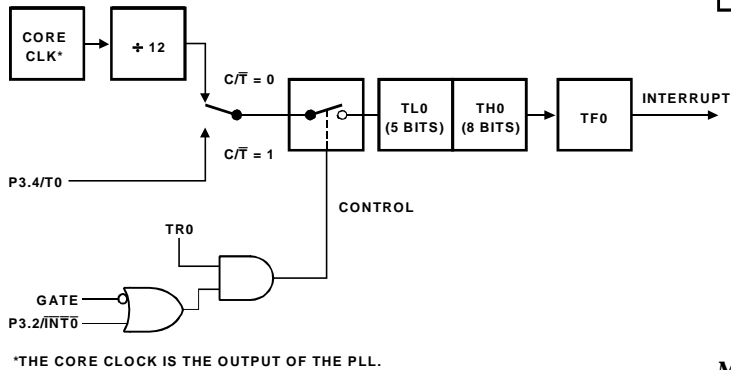 CORE
CLK*
÷ 12
C/T̅ = 0
TL0
(5 BITS)
TH0
(8 BITS)
TF0
INTERRUPT
C/T̅ = 1
P3.4/T0
CONTROL
TR0
GATE
P3.2/I̅N̅T̅0̅
*THE CORE CLOCK IS THE OUTPUT OF THE PLL.